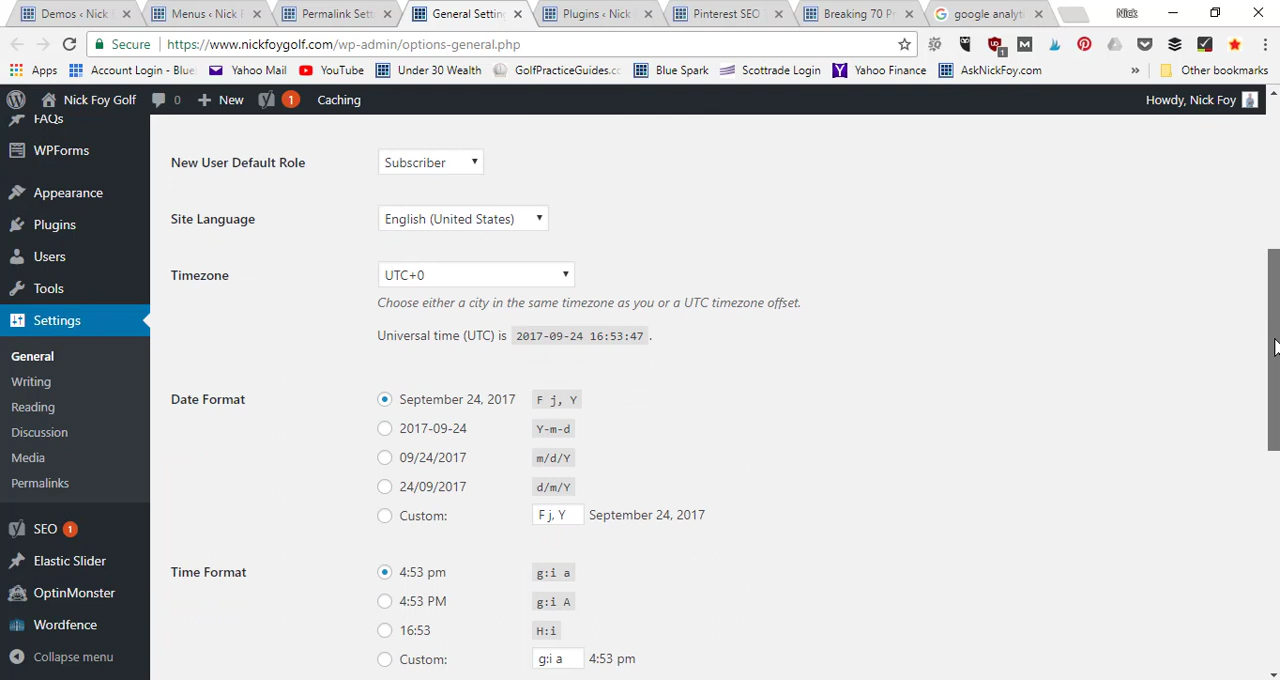 Demos ‹ Nick
Menus ‹ Nick F
Permalink Sett
General Setting
Plugins ‹ Nick
Pinterest SEO T
Breaking 70 Pr
google analyti
Nick
Secure https://www.nickfoygolf.com/wp-admin/options-general.php
Apps Account Login - Blue Yahoo Mail YouTube Under 30 Wealth GolfPracticeGuides.co Blue Spark Scottrade Login Yahoo Finance AskNickFoy.com » Other bookmarks
Nick Foy Golf 0 + New 1 Caching Howdy, Nick Foy
FAQs
WPForms
Appearance
Plugins
Users
Tools
Settings
General
Writing
Reading
Discussion
Media
Permalinks
SEO 1
Elastic Slider
OptinMonster
Wordfence
Collapse menu
New User Default Role Subscriber
Site Language English (United States)
Timezone UTC+0
Choose either a city in the same timezone as you or a UTC timezone offset.
Universal time (UTC) is 2017-09-24 16:53:47 .
Date Format September 24, 2017 F j, Y
2017-09-24 Y-m-d
09/24/2017 m/d/Y
24/09/2017 d/m/Y
Custom: F j, Y September 24, 2017
Time Format 4:53 pm g:i a
4:53 PM g:i A
16:53 H:i
Custom: g:i a 4:53 pm